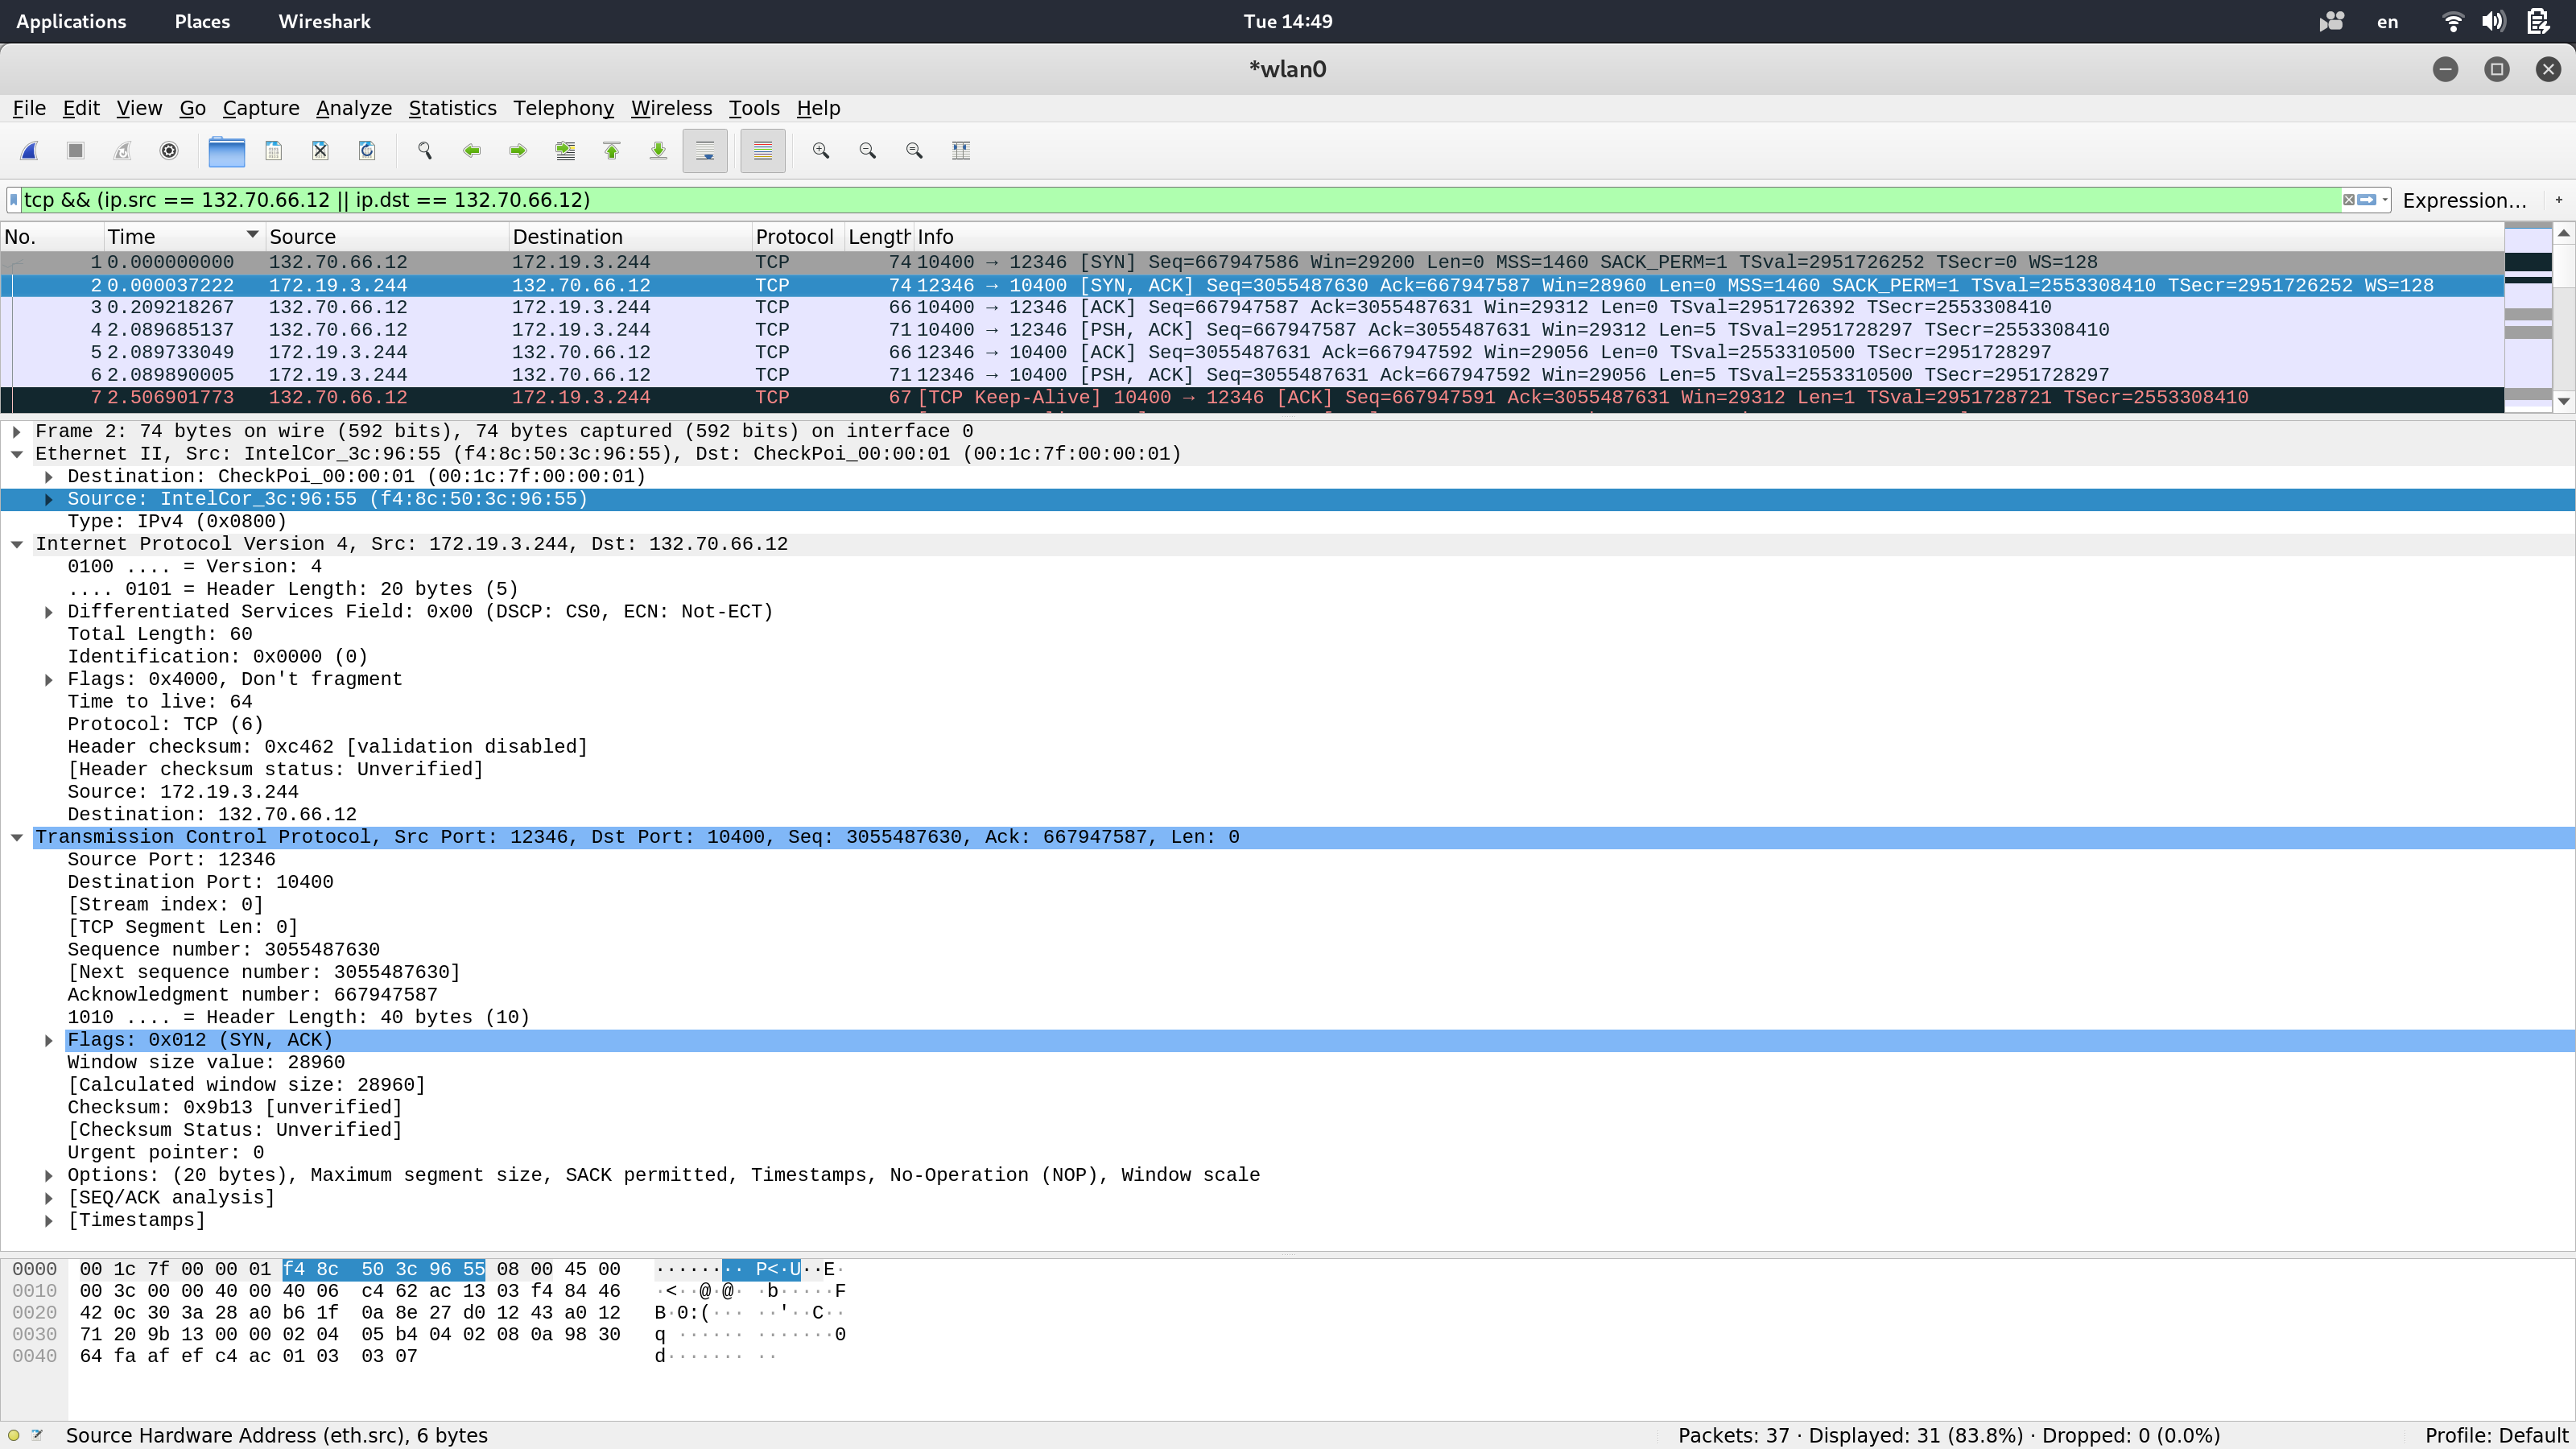 Applications Places Wireshark Tue 14:49 en
*wlan0
File Edit View Go Capture Analyze Statistics Telephony Wireless Tools Help
tcp && (ip.src == 132.70.66.12 || ip.dst == 132.70.66.12) Expression… +
No. Time Source Destination Protocol Length Info
1 0.000000000 132.70.66.12 172.19.3.244 TCP 74 10400 → 12346 [SYN] Seq=667947586 Win=29200 Len=0 MSS=1460 SACK_PERM=1 TSval=2951726252 TSecr=0 WS=128
2 0.000037222 172.19.3.244 132.70.66.12 TCP 74 12346 → 10400 [SYN, ACK] Seq=3055487630 Ack=667947587 Win=28960 Len=0 MSS=1460 SACK_PERM=1 TSval=2553308410 TSecr=2951726252 WS=128
3 0.209218267 132.70.66.12 172.19.3.244 TCP 66 10400 → 12346 [ACK] Seq=667947587 Ack=3055487631 Win=29312 Len=0 TSval=2951726392 TSecr=2553308410
4 2.089685137 132.70.66.12 172.19.3.244 TCP 71 10400 → 12346 [PSH, ACK] Seq=667947587 Ack=3055487631 Win=29312 Len=5 TSval=2951728297 TSecr=2553308410
5 2.089733049 172.19.3.244 132.70.66.12 TCP 66 12346 → 10400 [ACK] Seq=3055487631 Ack=667947592 Win=29056 Len=0 TSval=2553310500 TSecr=2951728297
6 2.089890005 172.19.3.244 132.70.66.12 TCP 71 12346 → 10400 [PSH, ACK] Seq=3055487631 Ack=667947592 Win=29056 Len=5 TSval=2553310500 TSecr=2951728297
7 2.506901773 132.70.66.12 172.19.3.244 TCP 67 [TCP Keep-Alive] 10400 → 12346 [ACK] Seq=667947591 Ack=3055487631 Win=29312 Len=1 TSval=2951728721 TSecr=2553308410
Frame 2: 74 bytes on wire (592 bits), 74 bytes captured (592 bits) on interface 0
Ethernet II, Src: IntelCor_3c:96:55 (f4:8c:50:3c:96:55), Dst: CheckPoi_00:00:01 (00:1c:7f:00:00:01)
Destination: CheckPoi_00:00:01 (00:1c:7f:00:00:01)
Source: IntelCor_3c:96:55 (f4:8c:50:3c:96:55)
Type: IPv4 (0x0800)
Internet Protocol Version 4, Src: 172.19.3.244, Dst: 132.70.66.12
0100 .... = Version: 4
.... 0101 = Header Length: 20 bytes (5)
Differentiated Services Field: 0x00 (DSCP: CS0, ECN: Not-ECT)
Total Length: 60
Identification: 0x0000 (0)
Flags: 0x4000, Don't fragment
Time to live: 64
Protocol: TCP (6)
Header checksum: 0xc462 [validation disabled]
[Header checksum status: Unverified]
Source: 172.19.3.244
Destination: 132.70.66.12
Transmission Control Protocol, Src Port: 12346, Dst Port: 10400, Seq: 3055487630, Ack: 667947587, Len: 0
Source Port: 12346
Destination Port: 10400
[Stream index: 0]
[TCP Segment Len: 0]
Sequence number: 3055487630
[Next sequence number: 3055487630]
Acknowledgment number: 667947587
1010 .... = Header Length: 40 bytes (10)
Flags: 0x012 (SYN, ACK)
Window size value: 28960
[Calculated window size: 28960]
Checksum: 0x9b13 [unverified]
[Checksum Status: Unverified]
Urgent pointer: 0
Options: (20 bytes), Maximum segment size, SACK permitted, Timestamps, No-Operation (NOP), Window scale
[SEQ/ACK analysis]
[Timestamps]
0000 00 1c 7f 00 00 01 f4 8c 50 3c 96 55 08 00 45 00 ········ P<·U··E·
0010 00 3c 00 00 40 00 40 06 c4 62 ac 13 03 f4 84 46 ·<··@·@· ·b·····F
0020 42 0c 30 3a 28 a0 b6 1f 0a 8e 27 d0 12 43 a0 12 B·0:(··· ··'··C··
0030 71 20 9b 13 00 00 02 04 05 b4 04 02 08 0a 98 30 q ······ ·······0
0040 64 fa af ef c4 ac 01 03 03 07 d······· ··
Source Hardware Address (eth.src), 6 bytes Packets: 37 · Displayed: 31 (83.8%) · Dropped: 0 (0.0%) Profile: Default